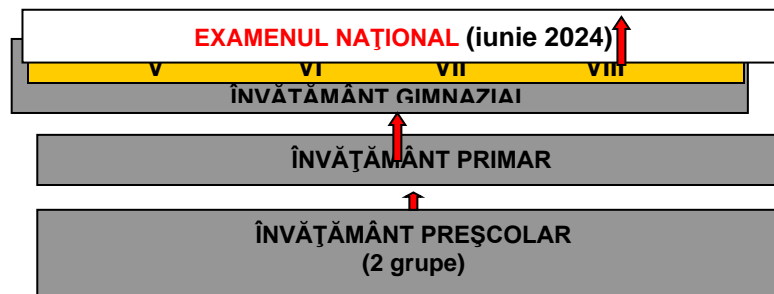 EXAMENUL NAŢIONAL (iunie 2024)
V VI VII VIII
ÎNVĂŢĂMÂNT GIMNAZIAL
ÎNVĂŢĂMÂNT PRIMAR
ÎNVĂŢĂMÂNT PREŞCOLAR
(2 grupe)